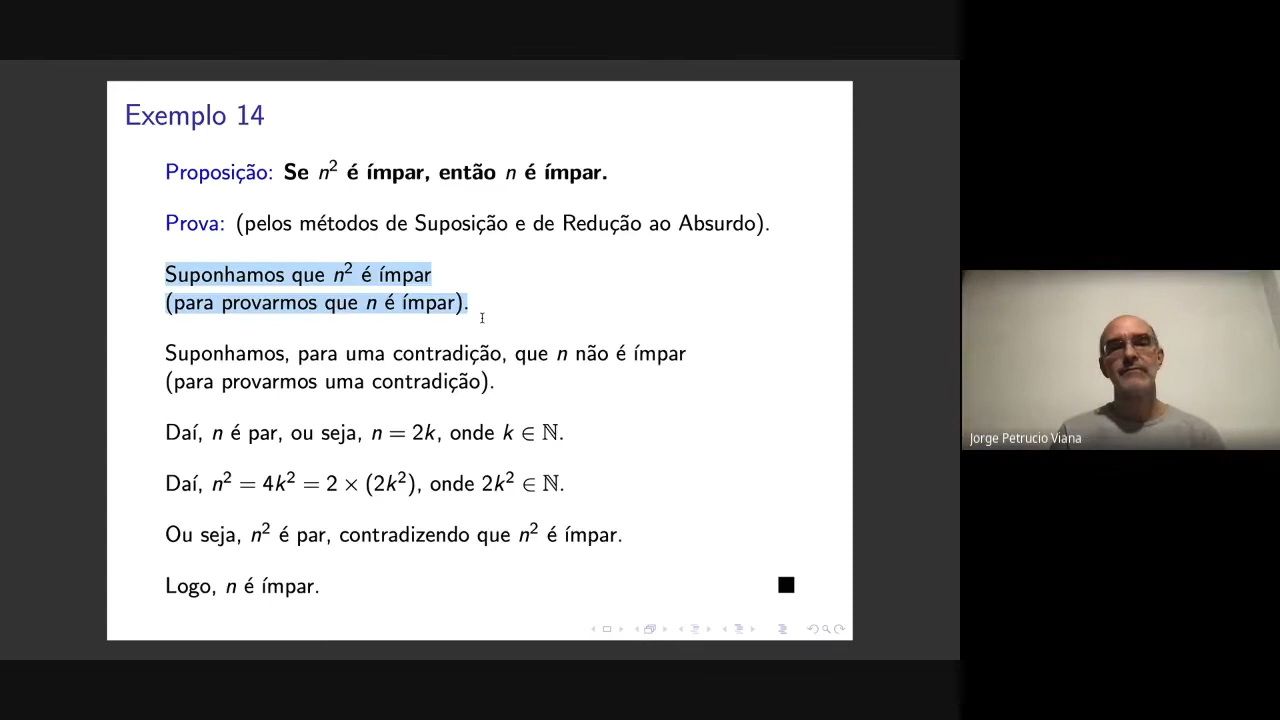 Exemplo 14
Proposição: Se n² é ímpar, então n é ímpar.
Prova: (pelos métodos de Suposição e de Redução ao Absurdo).
Suponhamos que n² é ímpar
(para provarmos que n é ímpar).
Suponhamos, para uma contradição, que n não é ímpar
(para provarmos uma contradição).
Daí, n é par, ou seja, n = 2k, onde k ∈ ℕ.
Daí, n² = 4k² = 2 × (2k²), onde 2k² ∈ ℕ.
Ou seja, n² é par, contradizendo que n² é ímpar.
Logo, n é ímpar.
Jorge Petrucio Viana